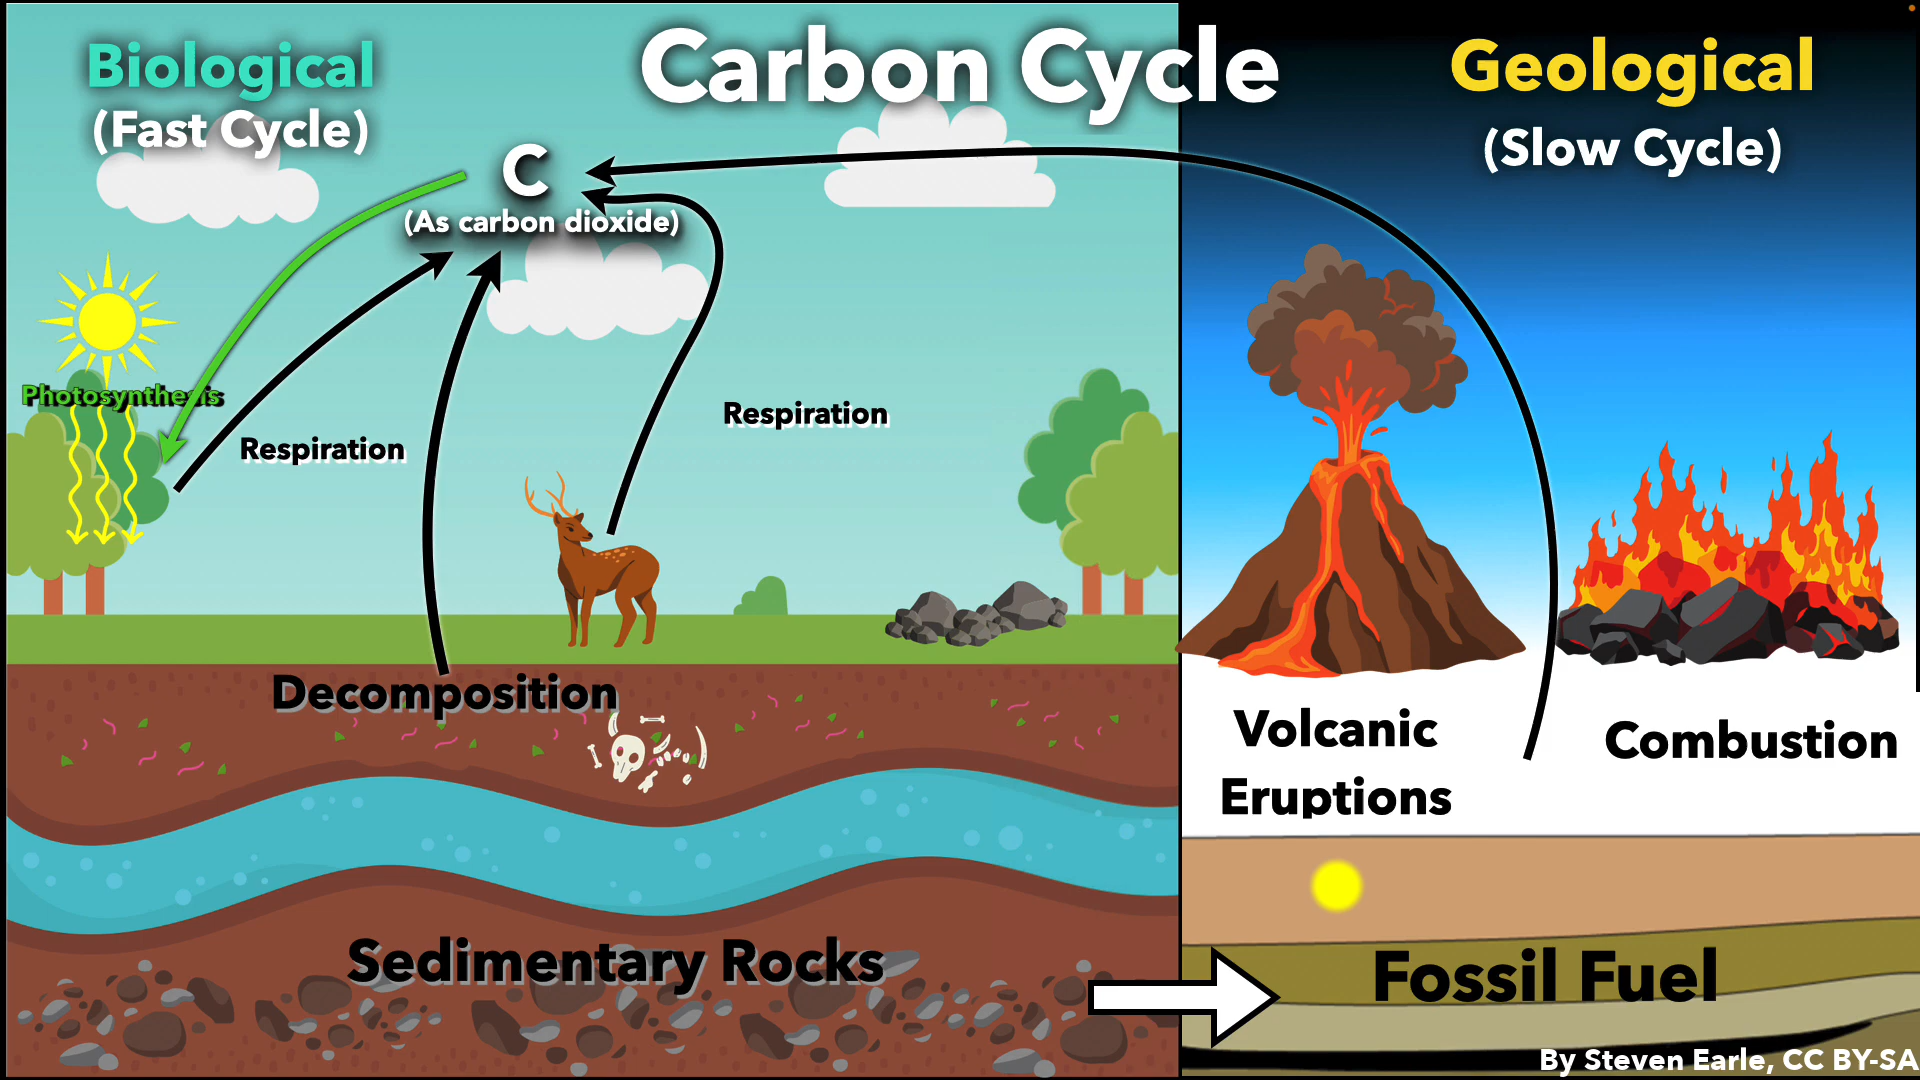 Carbon Cycle
Biological
(Fast Cycle)
Geological
(Slow Cycle)
C
(As carbon dioxide)
Photosynthesis
Respiration
Respiration
Decomposition
Volcanic
Eruptions
Combustion
Sedimentary Rocks
Fossil Fuel
By Steven Earle, CC BY-SA